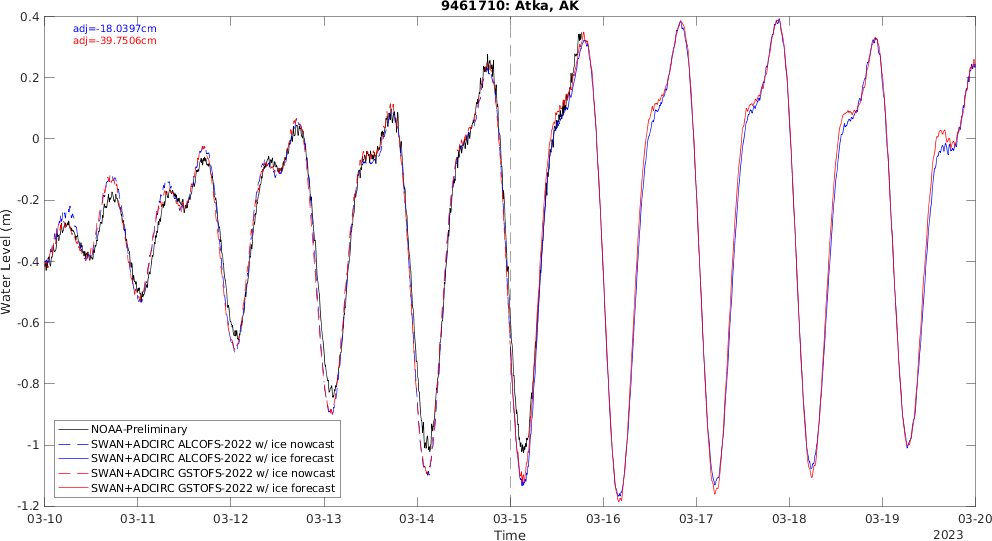 9461710: Atka, AK
adj=-18.0397cm
adj=-39.7506cm
0.4
0.2
0
-0.2
-0.4
-0.6
-0.8
-1
-1.2
Water Level (m)
NOAA-Preliminary
SWAN+ADCIRC ALCOFS-2022 w/ ice nowcast
SWAN+ADCIRC ALCOFS-2022 w/ ice forecast
SWAN+ADCIRC GSTOFS-2022 w/ ice nowcast
SWAN+ADCIRC GSTOFS-2022 w/ ice forecast
03-10 03-11 03-12 03-13 03-14 03-15 03-16 03-17 03-18 03-19 03-20
Time
2023